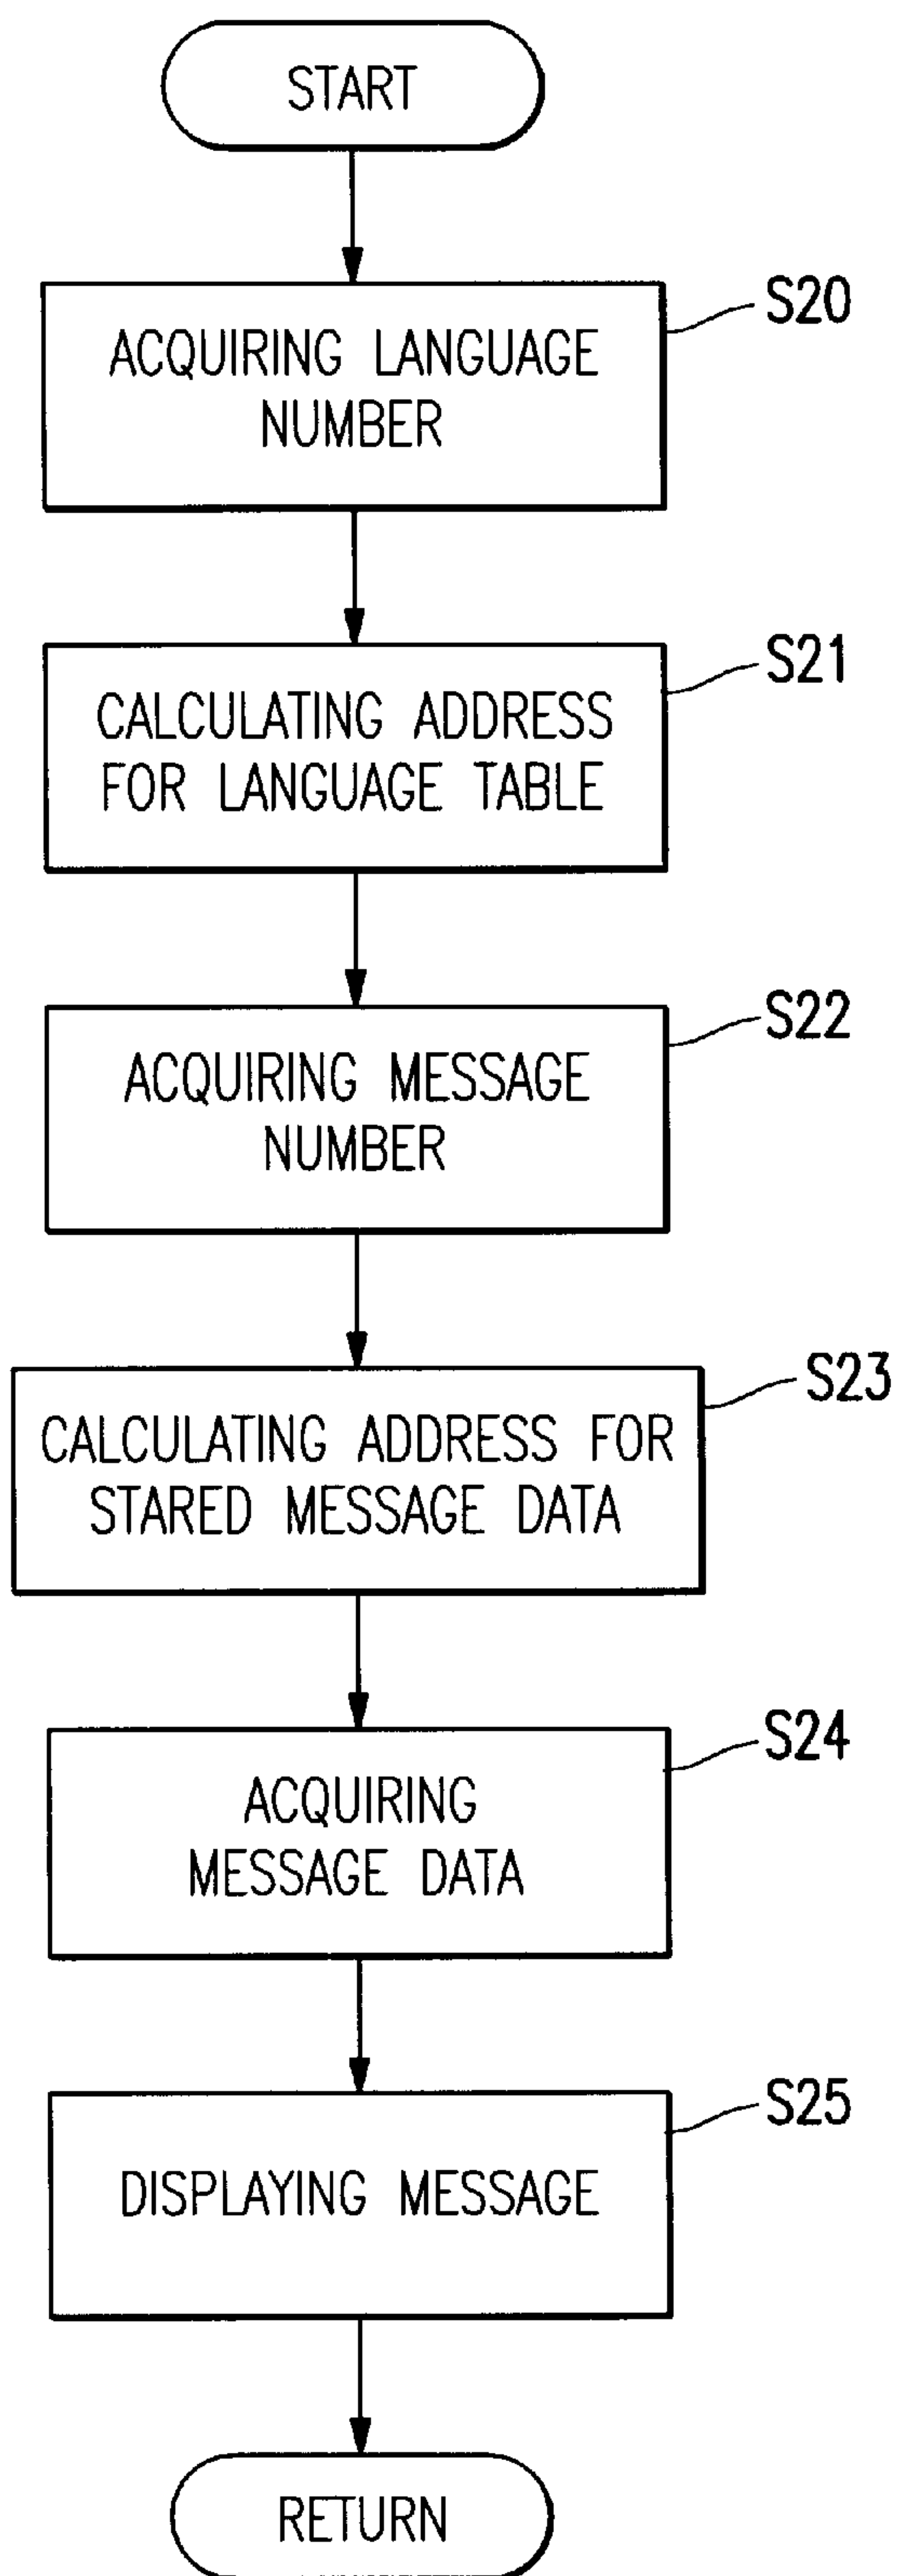 START
S20
ACQUIRING LANGUAGE
NUMBER
S21
CALCULATING ADDRESS
FOR LANGUAGE TABLE
S22
ACQUIRING MESSAGE
NUMBER
S23
CALCULATING ADDRESS FOR
STARED MESSAGE DATA
S24
ACQUIRING
MESSAGE DATA
S25
DISPLAYING MESSAGE
RETURN